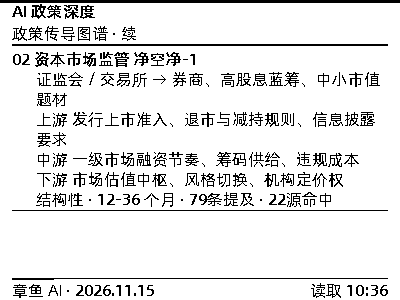 AI 政策深度
政策传导图谱 · 续
02 资本市场监管 净空净-1
证监会 / 交易所 → 券商、高股息蓝筹、中小市值
题材
上游 发行上市准入、退市与减持规则、信息披露
要求
中游 一级市场融资节奏、筹码供给、违规成本
下游 市场估值中枢、风格切换、机构定价权
结构性 · 12-36 个月 · 79条提及 · 22源命中
章鱼 AI · 2026.11.15
读取 10:36